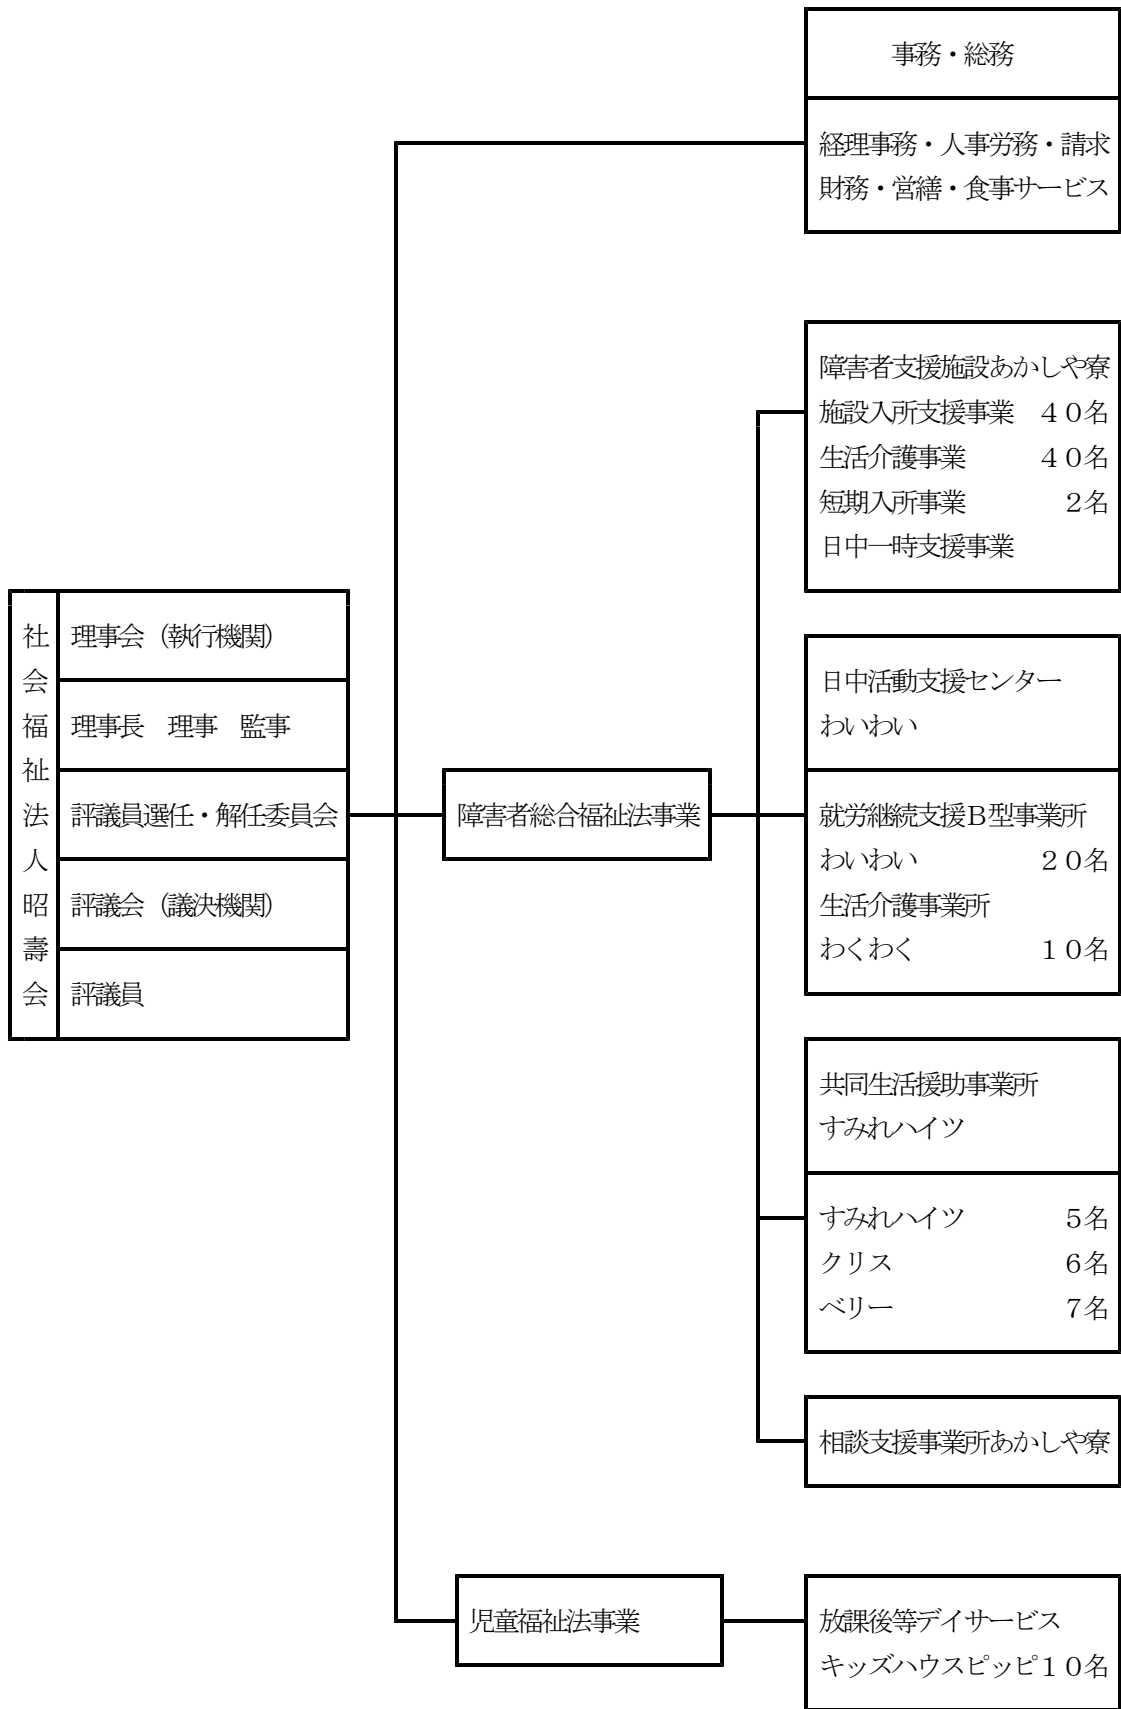 社会福祉法人昭壽会
理事会（執行機関）
理事長　理事　監事
評議員選任・解任委員会
評議会（議決機関）
評議員
事務・総務
経理事務・人事労務・請求
財務・営繕・食事サービス
障害者総合福祉法事業
障害者支援施設あかしや寮
施設入所支援事業　４０名
生活介護事業　４０名
短期入所事業　２名
日中一時支援事業
日中活動支援センター
わいわい
就労継続支援Ｂ型事業所
わいわい　２０名
生活介護事業所
わくわく　１０名
共同生活援助事業所
すみれハイツ
すみれハイツ　５名
クリス　６名
ベリー　７名
相談支援事業所あかしや寮
児童福祉法事業
放課後等デイサービス
キッズハウスピッピ１０名